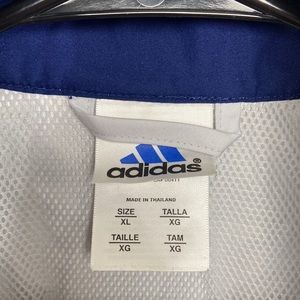 adidas®
MADE IN THAILAND
SIZE TALLA
XL XG
TAILLE TAM
XG XG